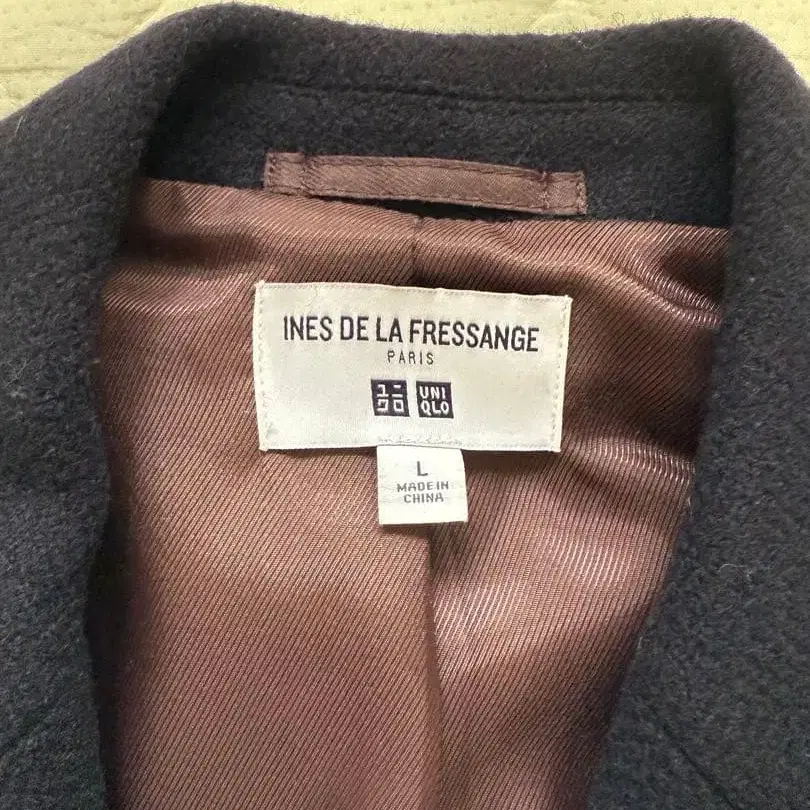 INES DE LA FRESSANGE
PARIS
ユニ UNI
クロ QLO
L
MADE IN
CHINA